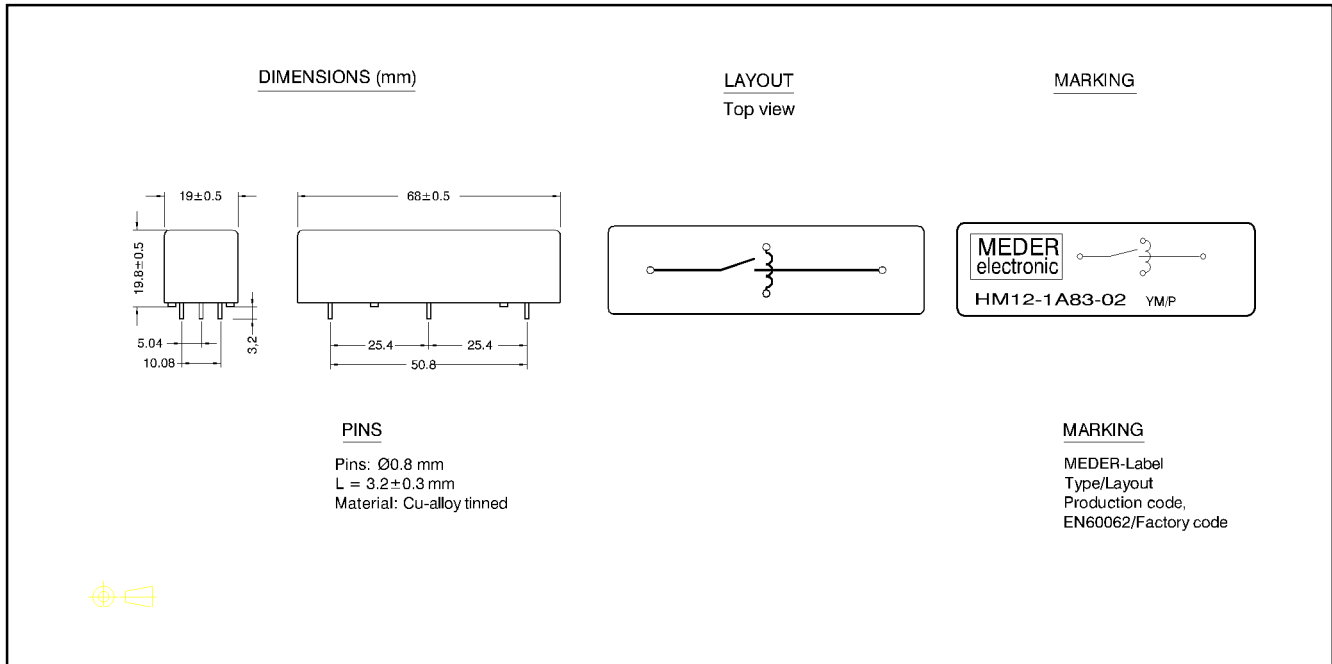 DIMENSIONS (mm)
LAYOUT
Top view
MARKING
19±0.5
68±0.5
19.8±0.5
5.04
10.08
3,2
25.4
25.4
50.8
MEDER
electronic
HM12-1A83-02 YM/P
PINS
Pins: Ø0.8 mm
L = 3.2±0.3 mm
Material: Cu-alloy tinned
MARKING
MEDER-Label
Type/Layout
Production code,
EN60062/Factory code